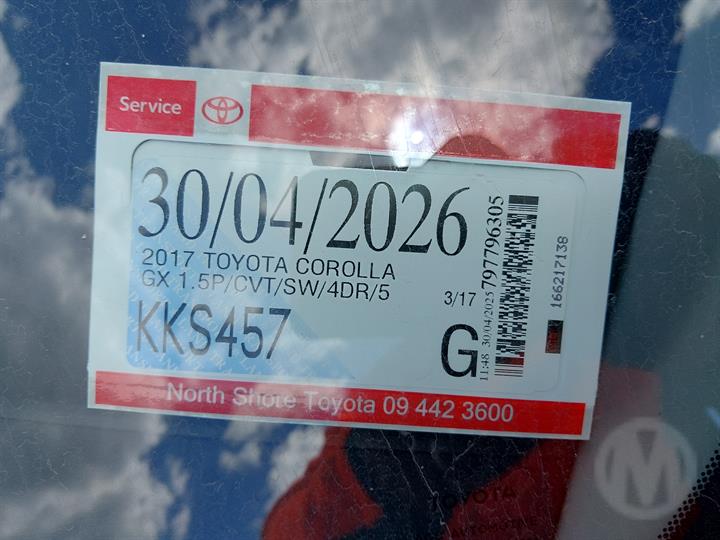 Service
30/04/2026
2017 TOYOTA COROLLA
GX 1.5P/CVT/SW/4DR/5
3/17
KKS457
G
11:48 30/04/2025
797796305
166217138
North Shore Toyota 09 442 3600
TOYOTA
M